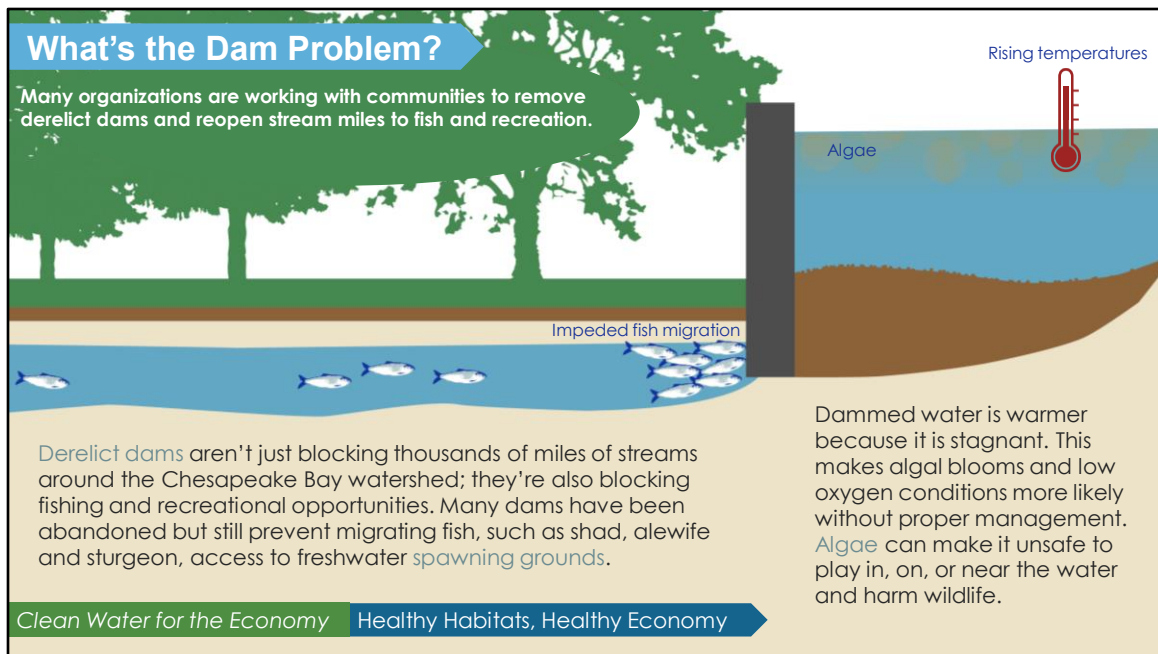 What's the Dam Problem?
Many organizations are working with communities to remove
derelict dams and reopen stream miles to fish and recreation.
Rising temperatures
Algae
Impeded fish migration
Derelict dams aren't just blocking thousands of miles of streams
around the Chesapeake Bay watershed; they're also blocking
fishing and recreational opportunities. Many dams have been
abandoned but still prevent migrating fish, such as shad, alewife
and sturgeon, access to freshwater spawning grounds.
Dammed water is warmer
because it is stagnant. This
makes algal blooms and low
oxygen conditions more likely
without proper management.
Algae can make it unsafe to
play in, on, or near the water
and harm wildlife.
Clean Water for the Economy
Healthy Habitats, Healthy Economy